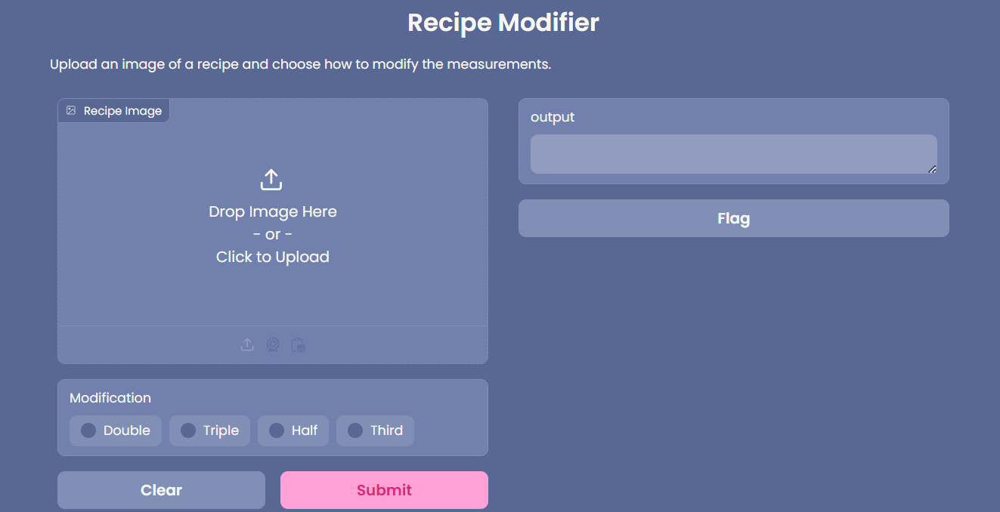 Recipe Modifier
Upload an image of a recipe and choose how to modify the measurements.
Recipe Image
Drop Image Here
- or -
Click to Upload
Modification
Double
Triple
Half
Third
Clear
Submit
output
Flag